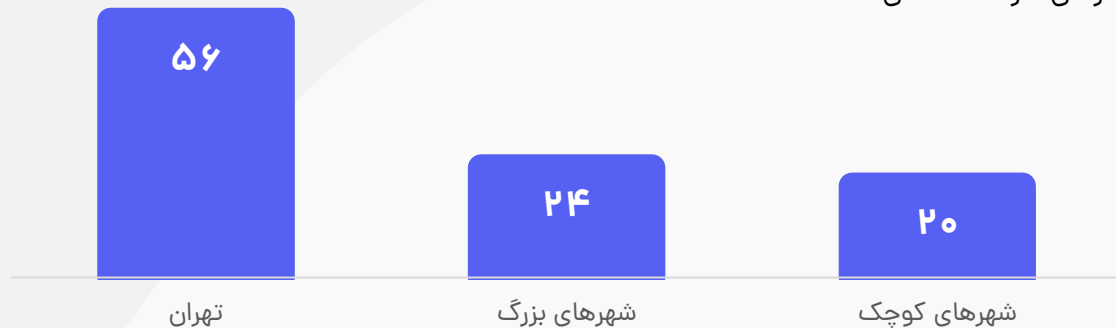 ۵۶
۲۴
۲۰
تهران
شهرهای بزرگ
شهرهای کوچک